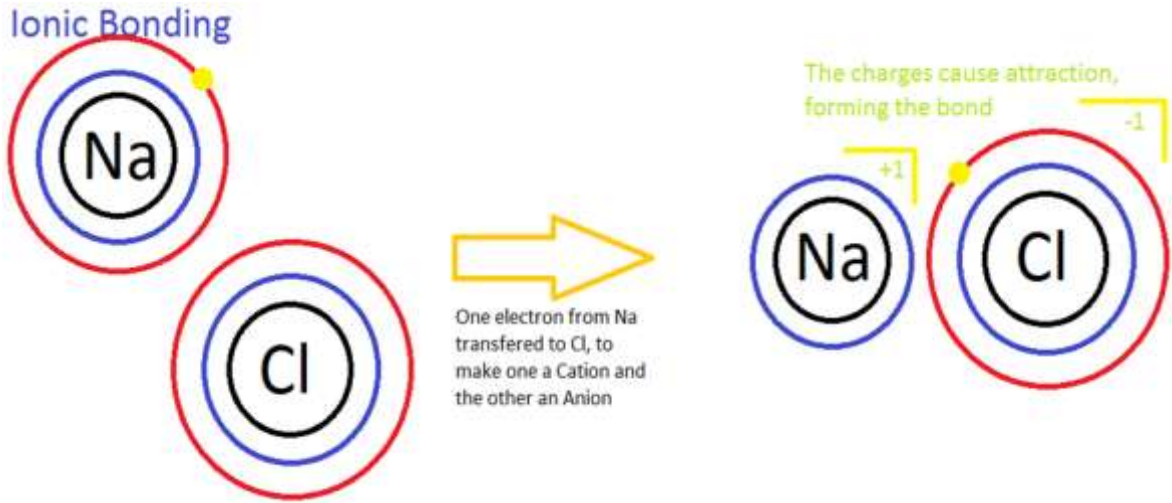 Ionic Bonding
Na
Cl
One electron from Na
transfered to Cl, to
make one a Cation and
the other an Anion
The charges cause attraction,
forming the bond
+1
-1
Na
Cl